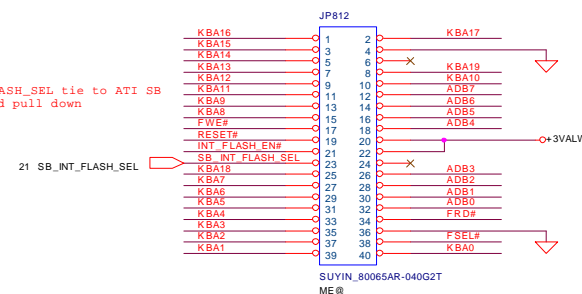 JP812
KBA16 1 2 KBA17
KBA15 3 4
KBA14 5 6
KBA13 7 8 KBA19
KBA12 9 10 KBA10
KBA11 11 12 ADB7
KBA9 13 14 ADB6
KBA8 15 16 ADB5
FWE# 17 18 ADB4
RESET# 19 20 +3VALW
INT_FLASH_EN# 21 22
SB_INT_FLASH_SEL 23 24
KBA18 25 26 ADB3
KBA7 27 28 ADB2
KBA6 29 30 ADB1
KBA5 31 32 ADB0
KBA4 33 34 FRD#
KBA3 35 36
KBA2 37 38 FSEL#
KBA1 39 40 KBA0
ASH_SEL tie to ATI SB
d pull down
21 SB_INT_FLASH_SEL
SUYIN_80065AR-040G2T
ME@